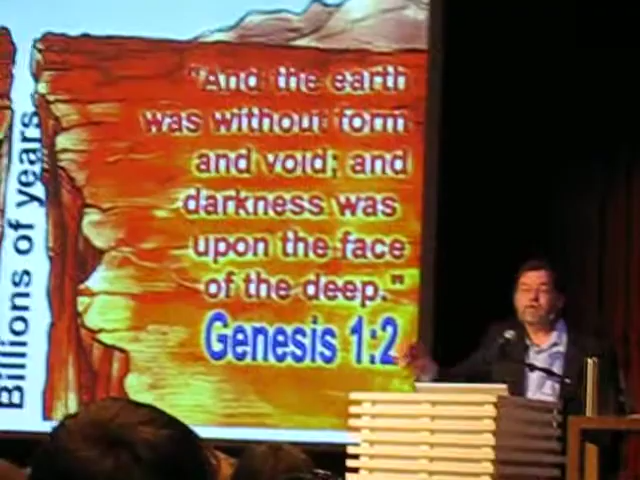 Billions of years
"And the earth
was without form
and void; and
darkness was
upon the face
of the deep."
Genesis 1:2